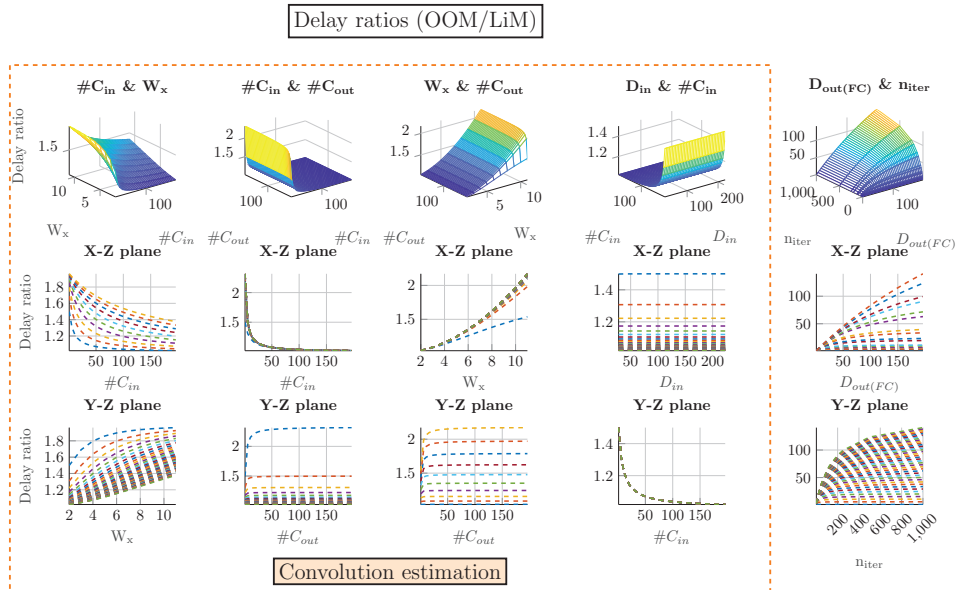 Delay ratios (OOM/LiM)
#C_in & W_x
#C_in & #C_out
W_x & #C_out
D_in & #C_in
D_out(FC) & n_iter
Delay ratio
1.5
10
5
100
W_x
#C_in
2
1.5
100
100
#C_out
#C_in
2
1.5
100
5
10
#C_out
W_x
1.4
1.2
100
100
200
#C_in
D_in
100
50
1,000
500
0
100
n_iter
D_out(FC)
X-Z plane
X-Z plane
X-Z plane
X-Z plane
X-Z plane
Delay ratio
1.8
1.6
1.4
1.2
50 100 150
#C_in
2
1.5
50 100 150
#C_in
2
1.5
2 4 6 8 10
W_x
1.4
1.2
50 100 150 200
D_in
100
50
50 100 150
D_out(FC)
Y-Z plane
Y-Z plane
Y-Z plane
Y-Z plane
Y-Z plane
Delay ratio
1.8
1.6
1.4
1.2
2 4 6 8 10
W_x
2
1.5
50 100 150
#C_out
2
1.5
50 100 150
#C_out
1.4
1.2
50 100 150
#C_in
100
50
200 400 600 800 1,000
n_iter
Convolution estimation